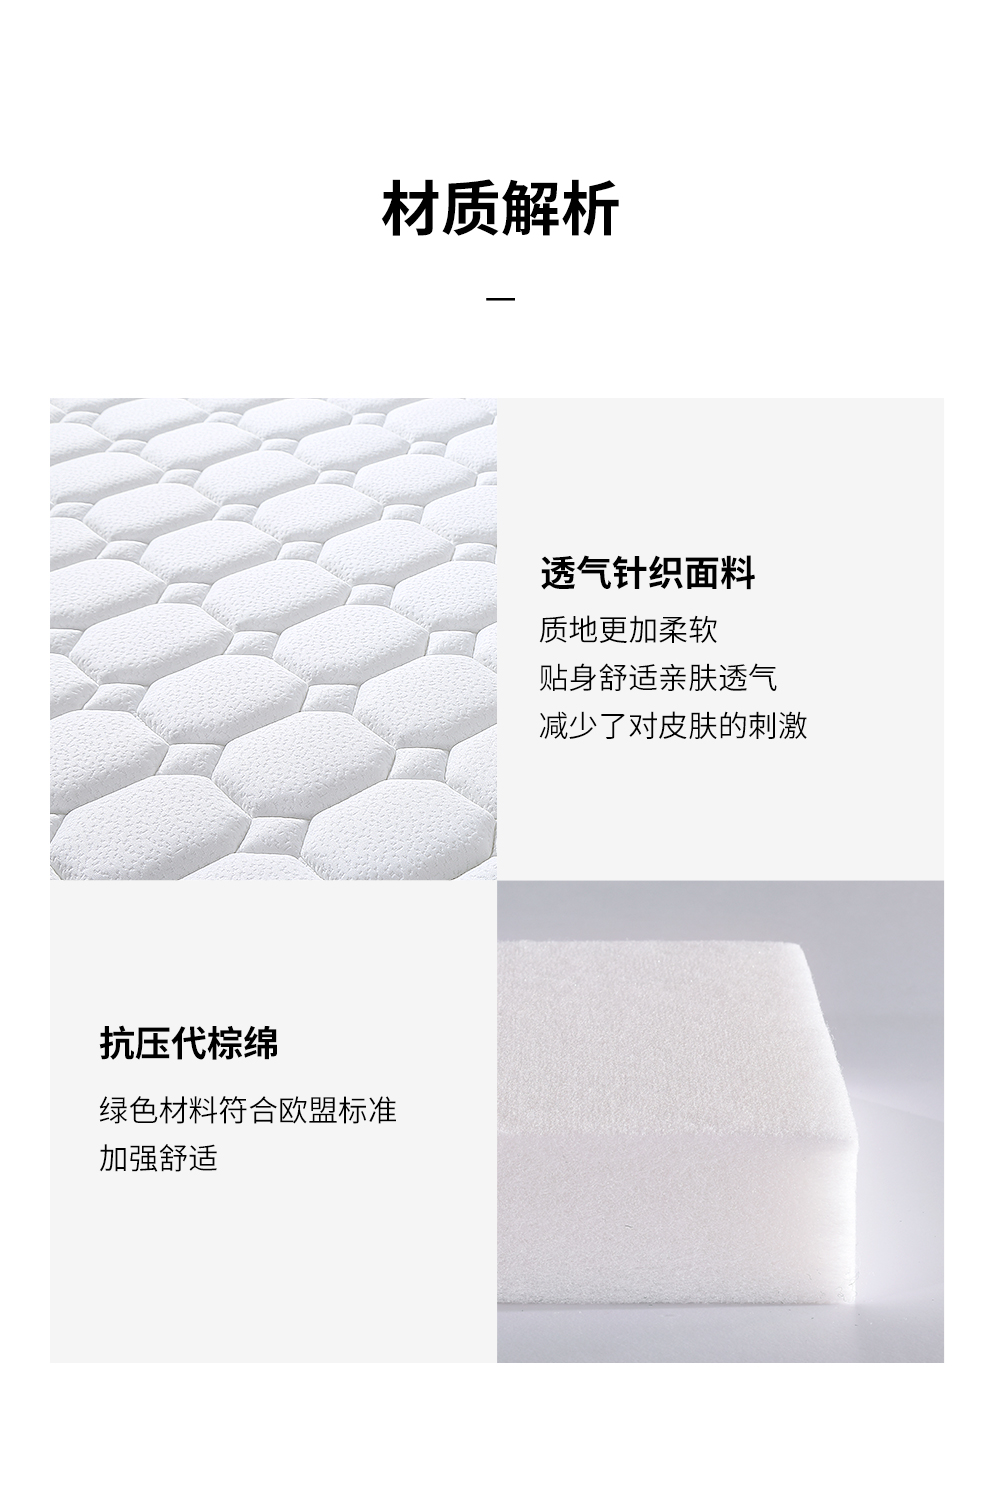 材质解析
透气针织面料
质地更加柔软
贴身舒适亲肤透气
减少了对皮肤的刺激
抗压代棕绵
绿色材料符合欧盟标准
加强舒适